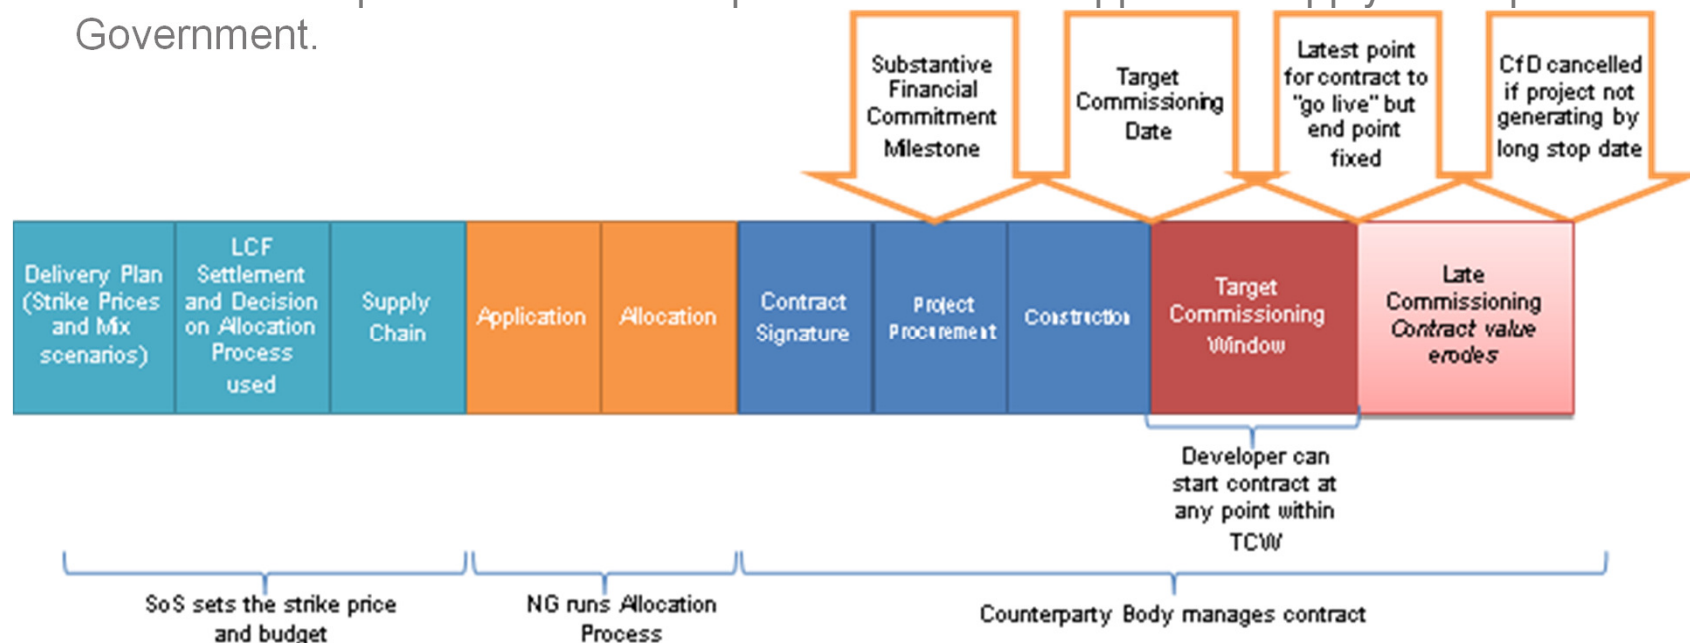 Government.
Substantive
Financial
Commitment
Milestone
Target
Commissioning
Date
Latest point
for contract to
"go live" but
end point
fixed
CfD cancelled
if project not
generating by
long stop date
Delivery Plan
(Strike Prices
and Mix
scenarios)
LCF
Settlement
and Decision
on Allocation
Process
used
Supply
Chain
Application
Allocation
Contract
Signature
Project
Procurement
Construction
Target
Commissioning
Window
Late
Commissioning
Contract value
erodes
Developer can
start contract at
any point within
TCW
SoS sets the strike price
and budget
NG runs Allocation
Process
Counterparty Body manages contract